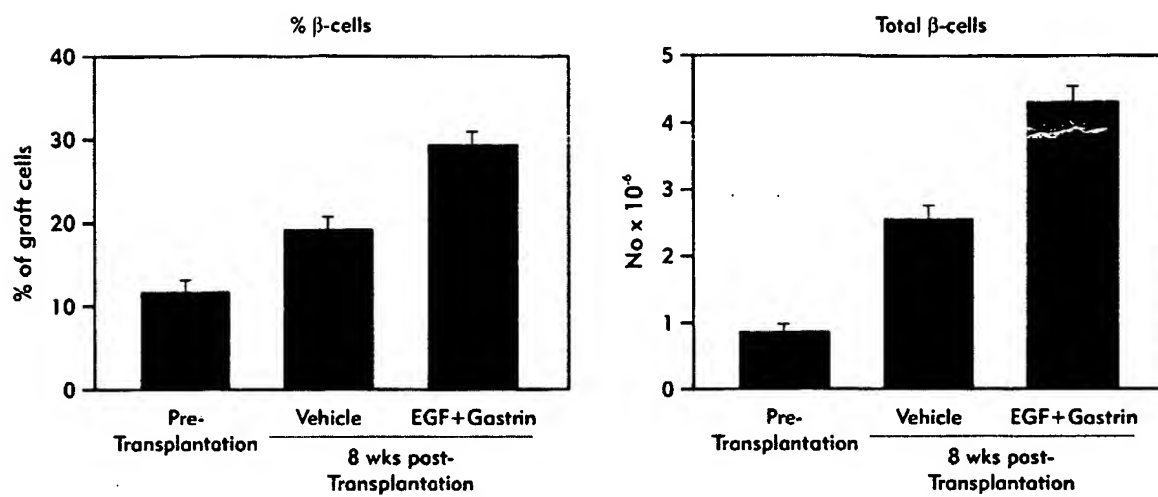 % β-cells
40
30
20
10
0
% of graft cells
Pre-
Transplantation
Vehicle
EGF+Gastrin
8 wks post-
Transplantation
Total β-cells
5
4
3
2
1
0
No x 10⁻⁶
Pre-
Transplantation
Vehicle
EGF+Gastrin
8 wks post-
Transplantation